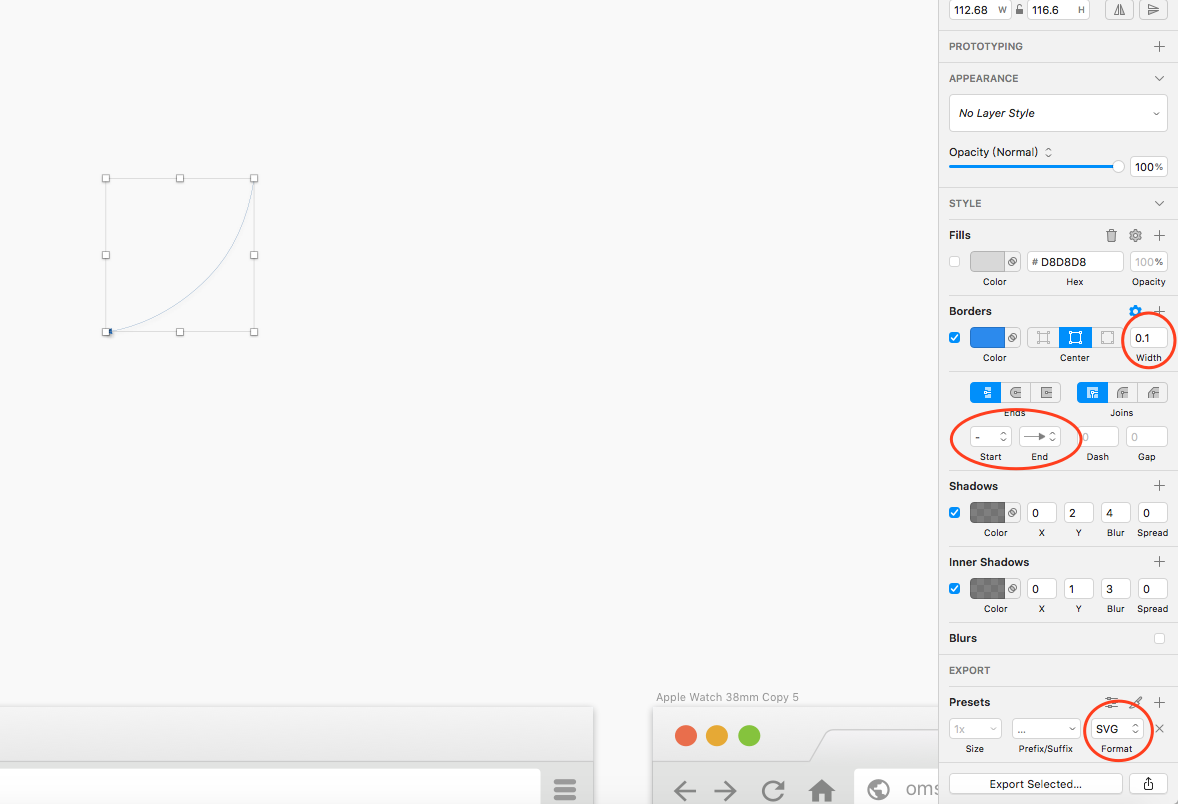 112.68 W 116.6 H
PROTOTYPING
APPEARANCE
No Layer Style
Opacity (Normal)
100%
STYLE
Fills
# D8D8D8 100%
Color Hex Opacity
Borders
0.1
Color Center Width
Ends Joins
- 0 0
Start End Dash Gap
Shadows
0 2 4 0
Color X Y Blur Spread
Inner Shadows
0 1 3 0
Color X Y Blur Spread
Blurs
EXPORT
Presets
1x ... SVG
Size Prefix/Suffix Format
Export Selected...
Apple Watch 38mm Copy 5
oms